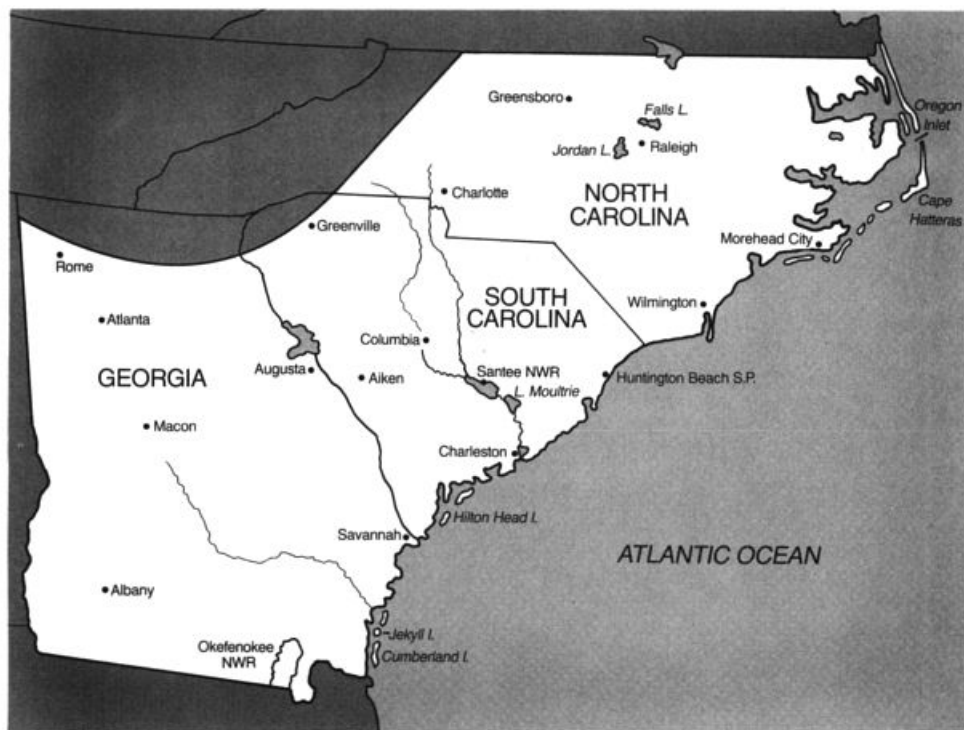 Greensboro
Falls L.
Oregon
Inlet
Jordan L.
Raleigh
Charlotte
NORTH
CAROLINA
Cape
Hatteras
Greenville
Morehead City
Rome
SOUTH
CAROLINA
Wilmington
Atlanta
Columbia
GEORGIA
Augusta
Aiken
Santee NWR
Huntington Beach S.P.
L. Moultrie
Macon
Charleston
Hilton Head I.
Savannah
ATLANTIC OCEAN
Albany
Jekyll I.
Okefenokee
NWR
Cumberland I.